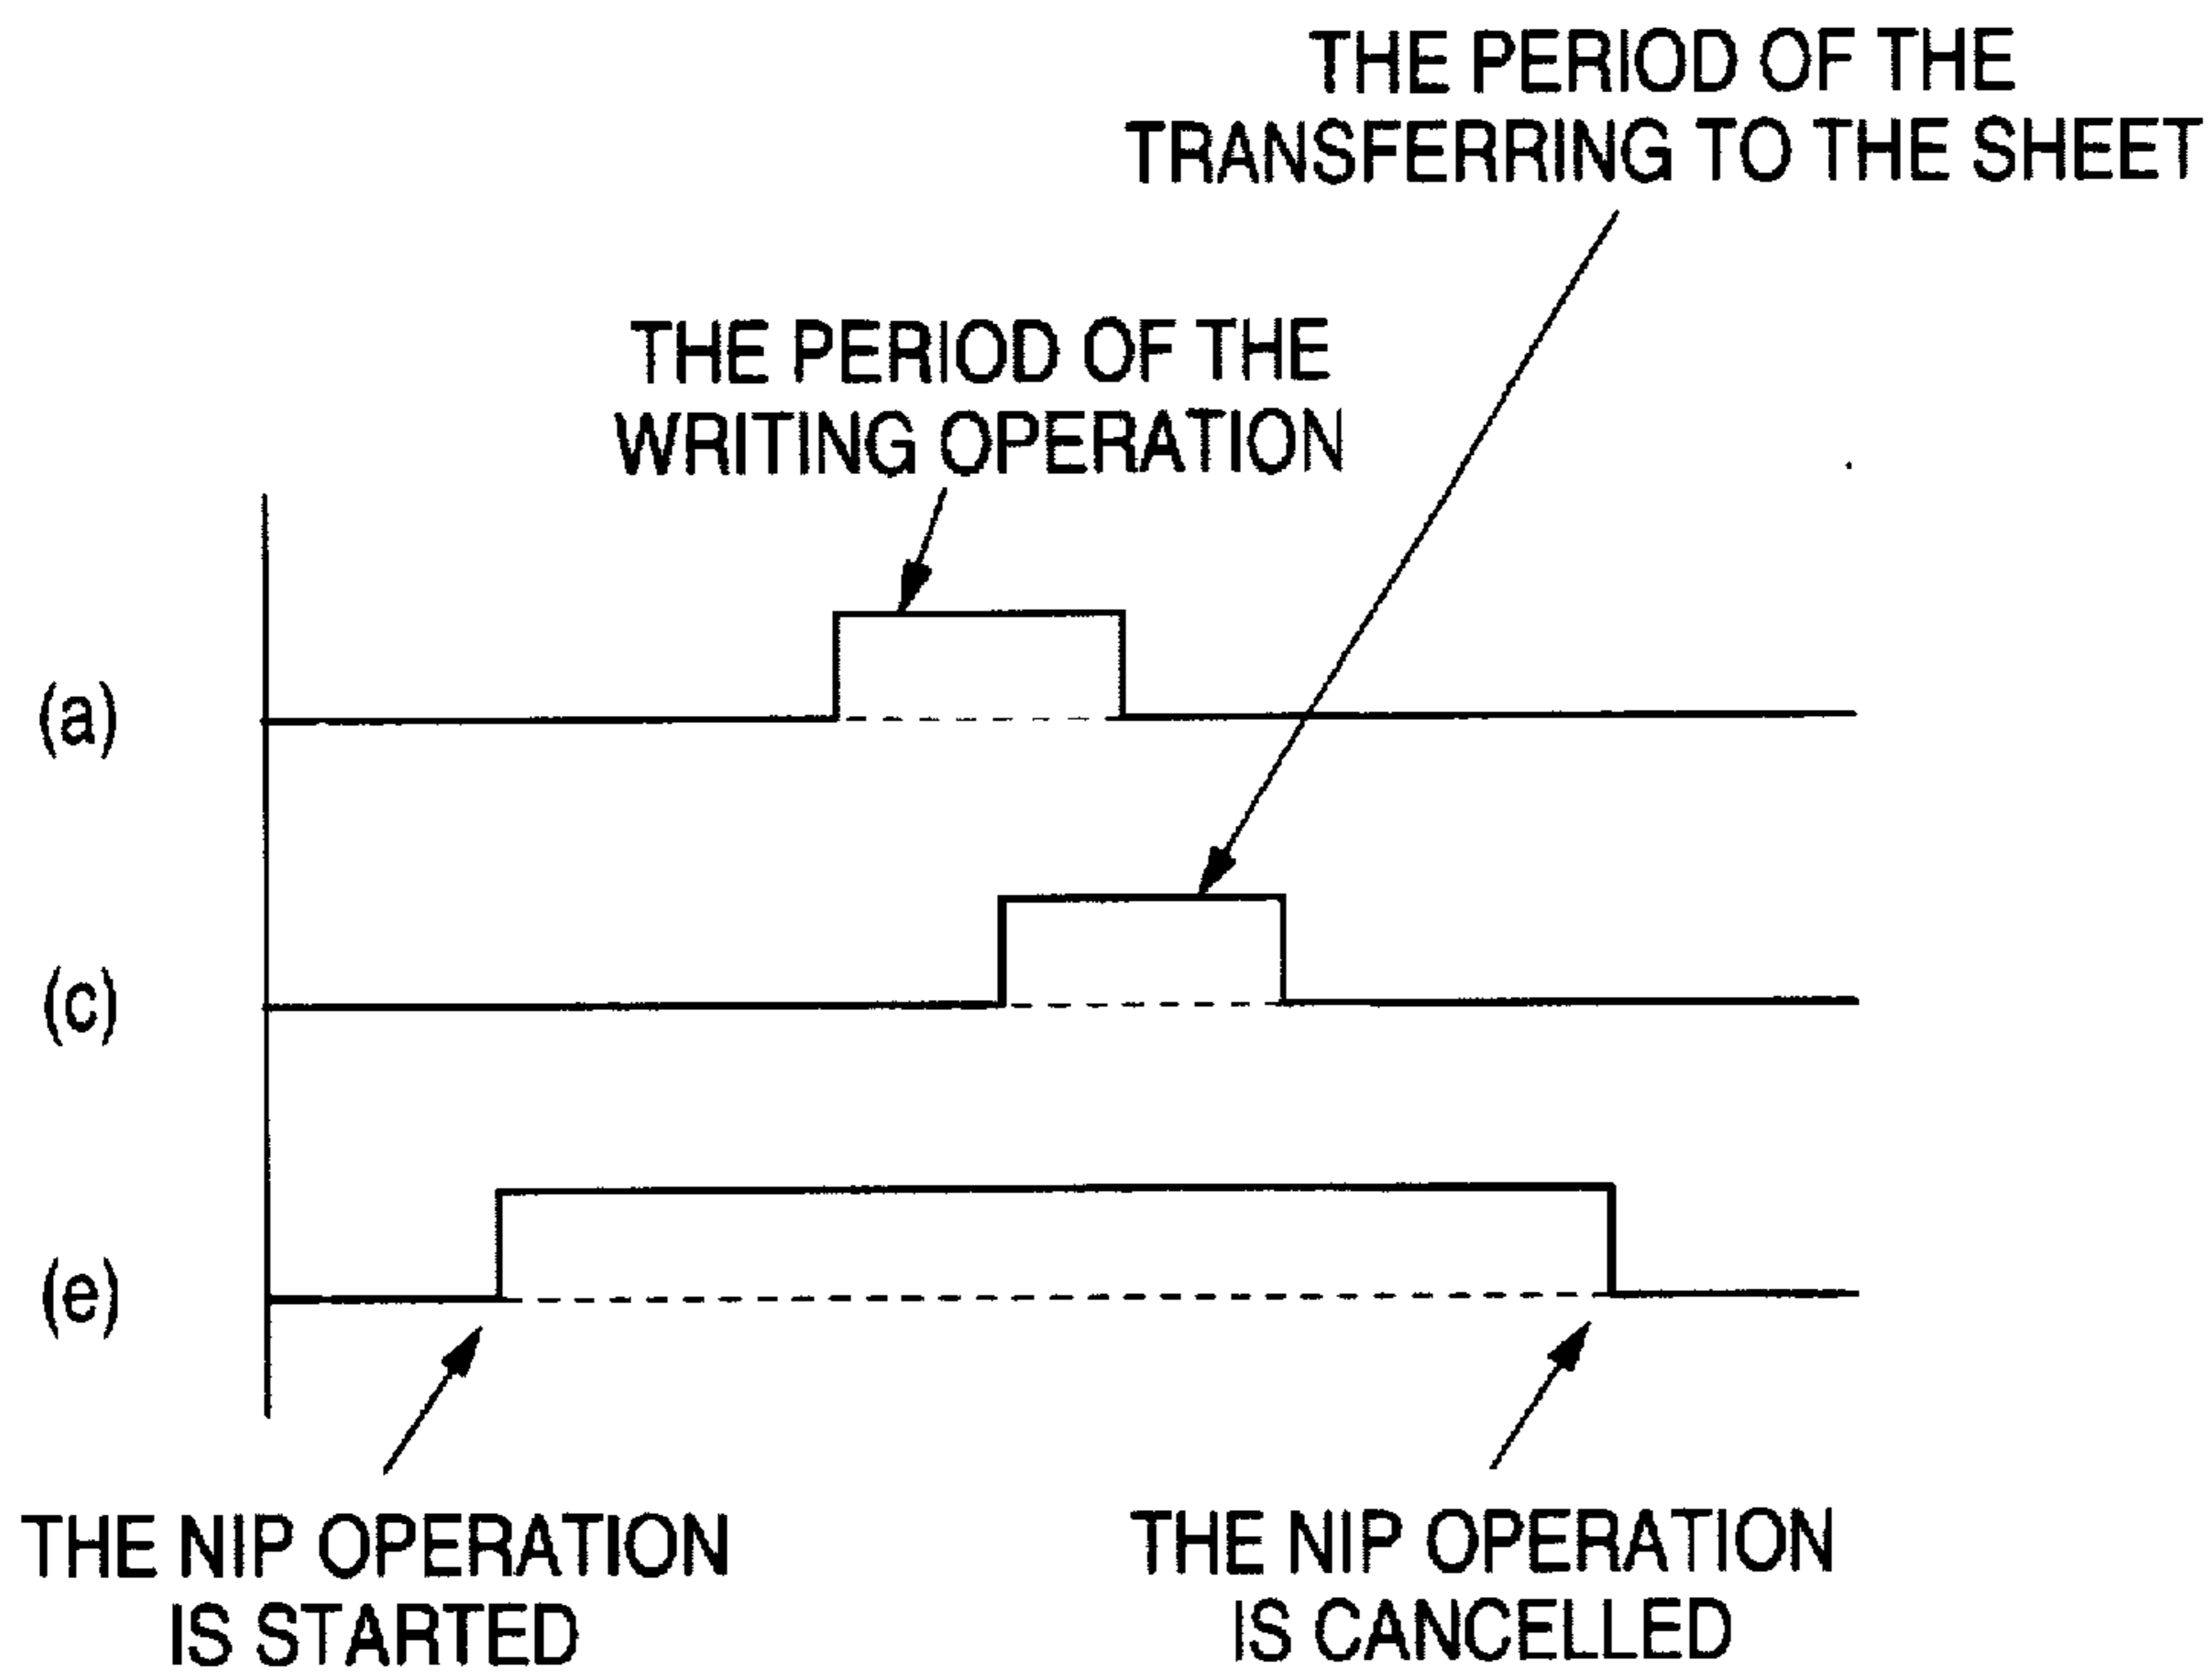 THE PERIOD OF THE
TRANSFERRING TO THE SHEET
THE PERIOD OF THE
WRITING OPERATION
(a)
(c)
(e)
THE NIP OPERATION
IS STARTED
THE NIP OPERATION
IS CANCELLED